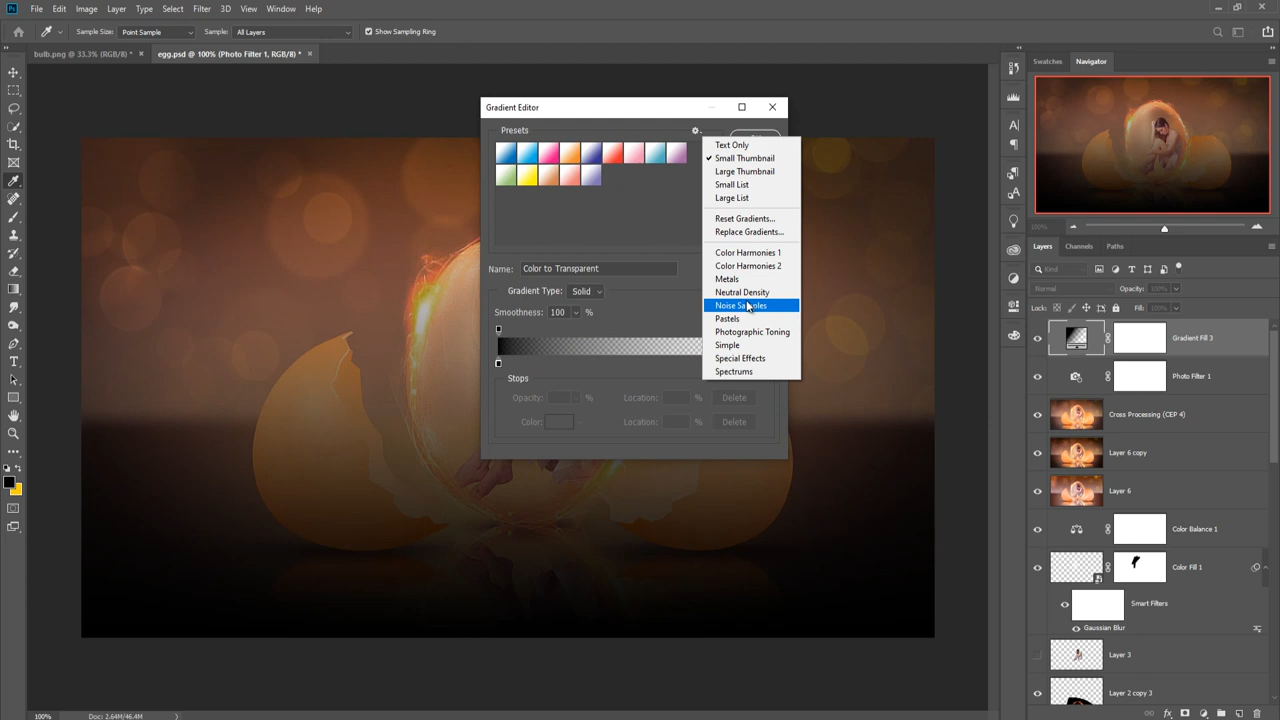 Ps File Edit Image Layer Type Select Filter 3D View Window Help
Sample Size: Point Sample Sample: All Layers Show Sampling Ring
bulb.png @ 33.3% (RGB/8) * × egg.psd @ 100% (Photo Filter 1, RGB/8) * ×
Swatches Navigator
Gradient Editor
Presets
Text Only
Small Thumbnail
Large Thumbnail
Small List
Large List
Reset Gradients...
Replace Gradients...
Color Harmonies 1
Color Harmonies 2
Metals
Neutral Density
Noise Samples
Pastels
Photographic Toning
Simple
Special Effects
Spectrums
Name: Color to Transparent
Gradient Type: Solid
Smoothness: 100 %
Stops
Opacity: % Location: % Delete
Color: Location: % Delete
100%
Layers Channels Paths
Kind
Normal Opacity: 100%
Lock: Fill: 100%
Gradient Fill 3
Photo Filter 1
Cross Processing (CEP 4)
Layer 6 copy
Layer 6
Color Balance 1
Color Fill 1
Smart Filters
Gaussian Blur
Layer 3
Layer 2 copy 3
100% Doc: 2.64M/46.4M